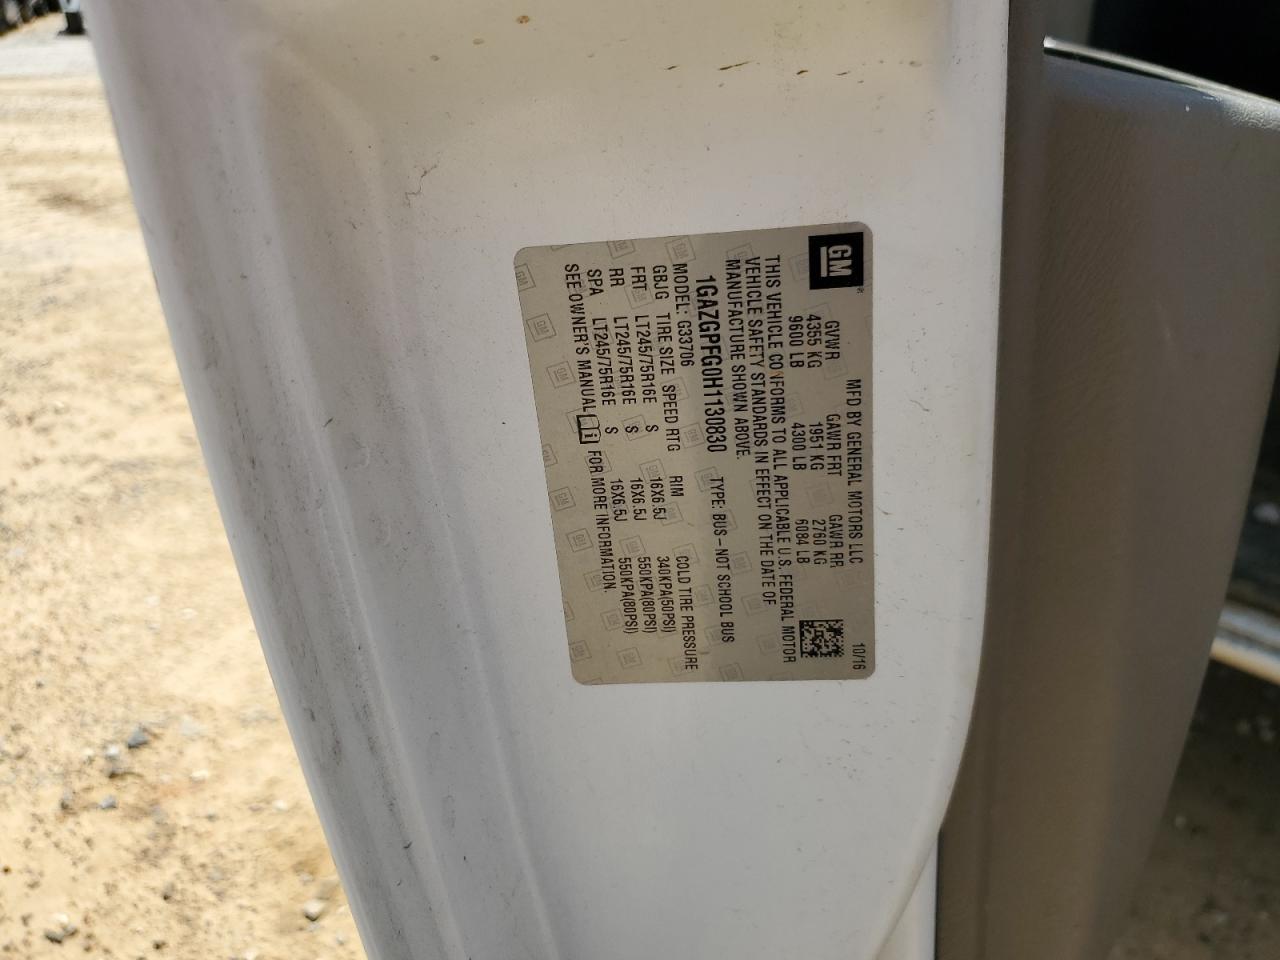 GM
MFD BY GENERAL MOTORS LLC 10/16
GVWR GAWR FRT GAWR RR
4355 KG 1951 KG 2760 KG
9600 LB 4300 LB 6084 LB
THIS VEHICLE CONFORMS TO ALL APPLICABLE U.S. FEDERAL MOTOR
VEHICLE SAFETY STANDARDS IN EFFECT ON THE DATE OF
MANUFACTURE SHOWN ABOVE.
1GAZGPFG0H1130830 TYPE: BUS – NOT SCHOOL BUS
MODEL: G33706
GBJG TIRE SIZE SPEED RTG RIM COLD TIRE PRESSURE
FRT LT245/75R16E S 16X6.5J 340KPA(50PSI)
RR LT245/75R16E S 16X6.5J 550KPA(80PSI)
SPA LT245/75R16E S 16X6.5J 550KPA(80PSI)
SEE OWNER'S MANUAL i FOR MORE INFORMATION.